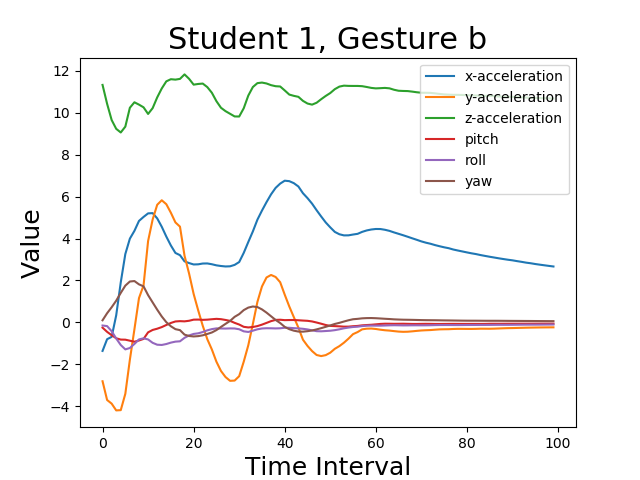 Student 1, Gesture b
12
10
8
6
4
2
0
−2
−4
Value
x-acceleration
y-acceleration
z-acceleration
pitch
roll
yaw
0 20 40 60 80 100
Time Interval